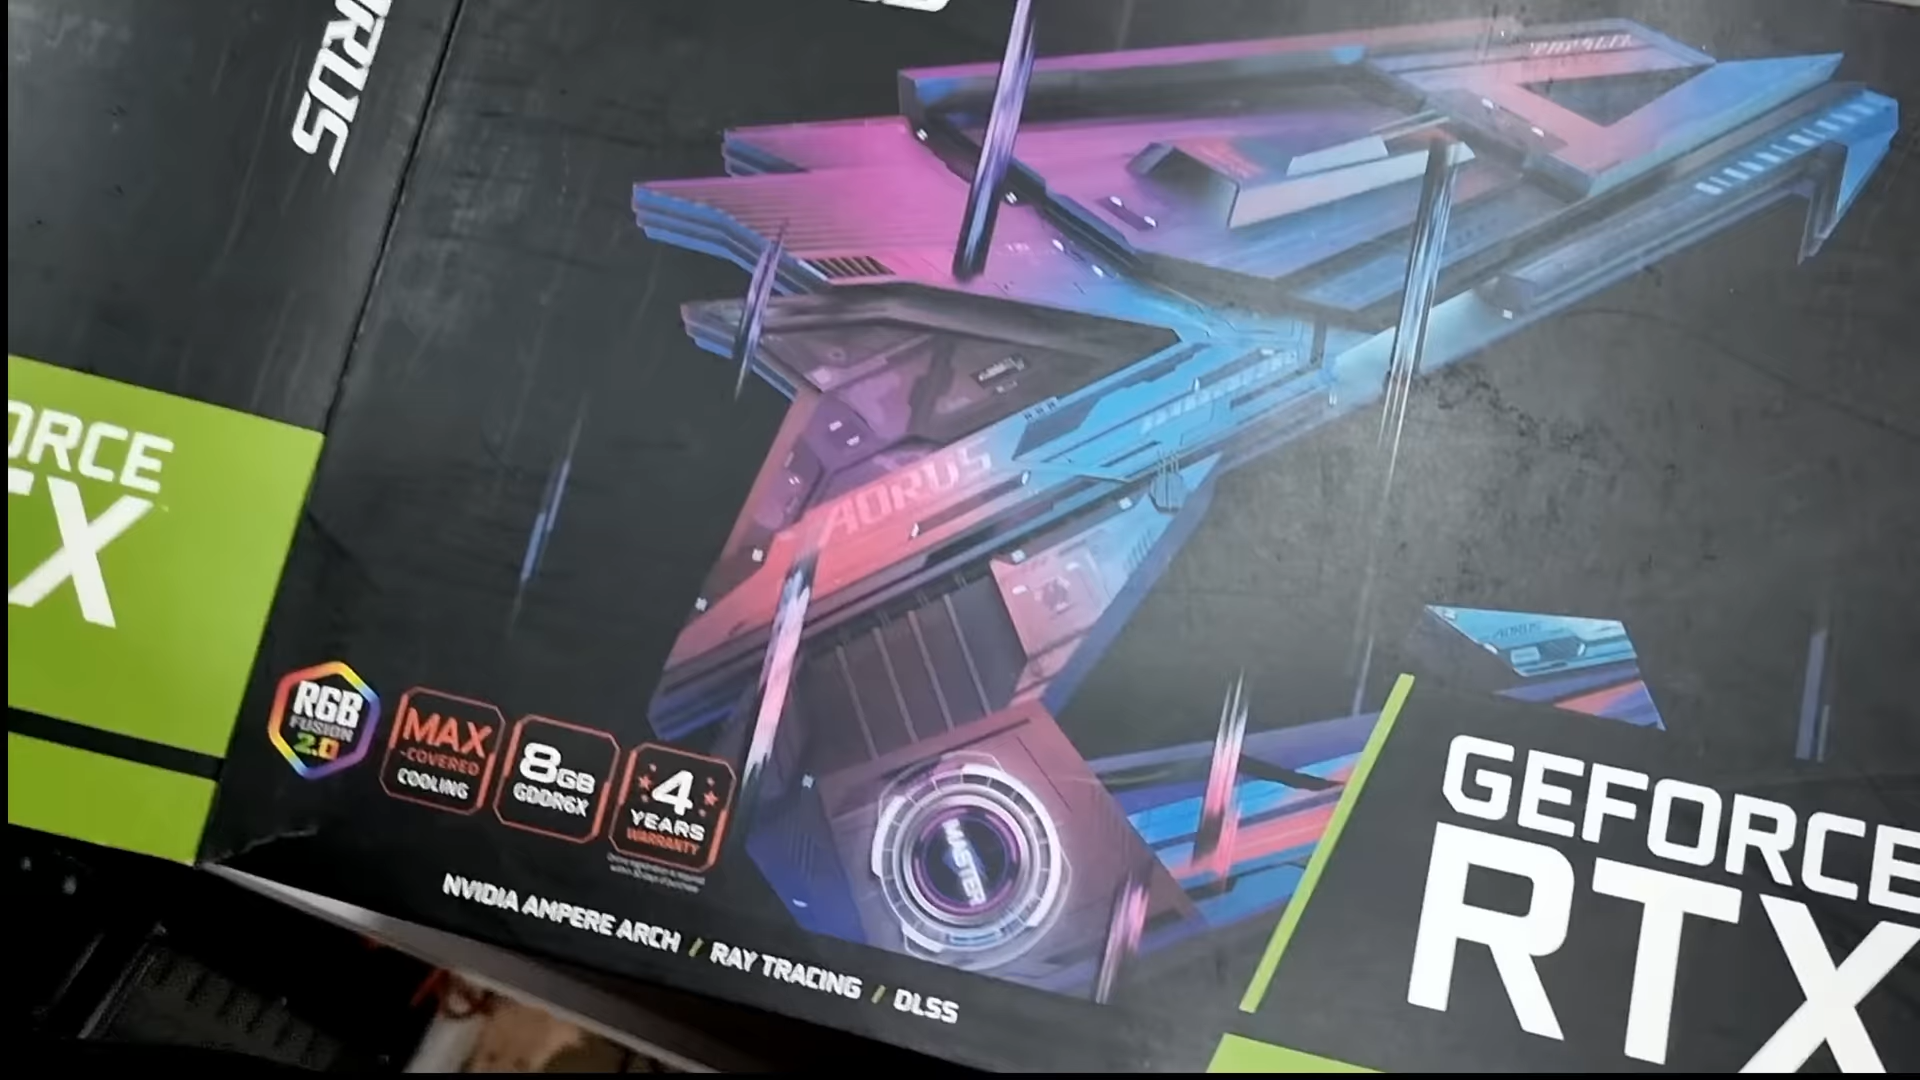 RUS
ORCE
TX
AORUS
AORUS
MASTER
RGB
FUSION
2.0
MAX
-COVERED
COOLING
8GB
GDDR6X
4
YEARS
WARRANTY
NVIDIA AMPERE ARCH / RAY TRACING / DLSS
GEFORCE
RTX